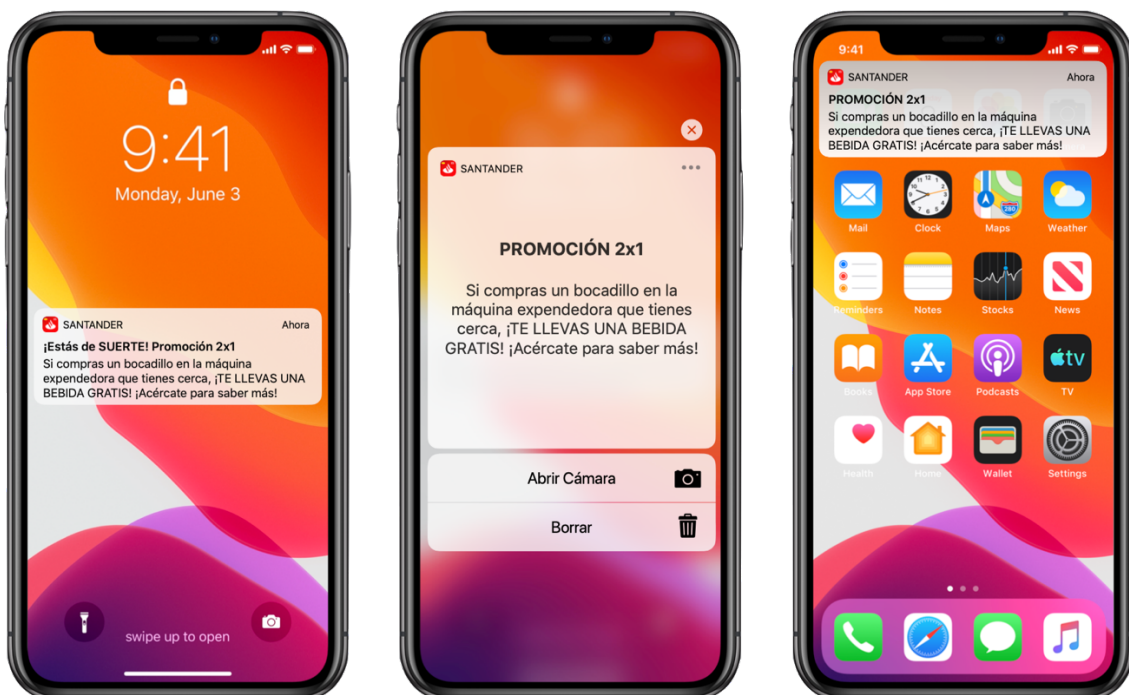 9:41
Monday, June 3
SANTANDER
Ahora
¡Estás de SUERTE! Promoción 2x1
Si compras un bocadillo en la máquina
expendedora que tienes cerca, ¡TE LLEVAS UNA
BEBIDA GRATIS! ¡Acércate para saber más!
swipe up to open
SANTANDER
PROMOCIÓN 2x1
Si compras un bocadillo en la
máquina expendedora que tienes
cerca, ¡TE LLEVAS UNA BEBIDA
GRATIS! ¡Acércate para saber más!
Abrir Cámara
Borrar
9:41
SANTANDER
Ahora
PROMOCIÓN 2x1
Si compras un bocadillo en la máquina
expendedora que tienes cerca, ¡TE LLEVAS UNA
BEBIDA GRATIS! ¡Acércate para saber más!
Mail
Clock
Maps
Weather
Reminders
Notes
Stocks
News
Books
App Store
Podcasts
tv
TV
Health
Home
Wallet
Settings